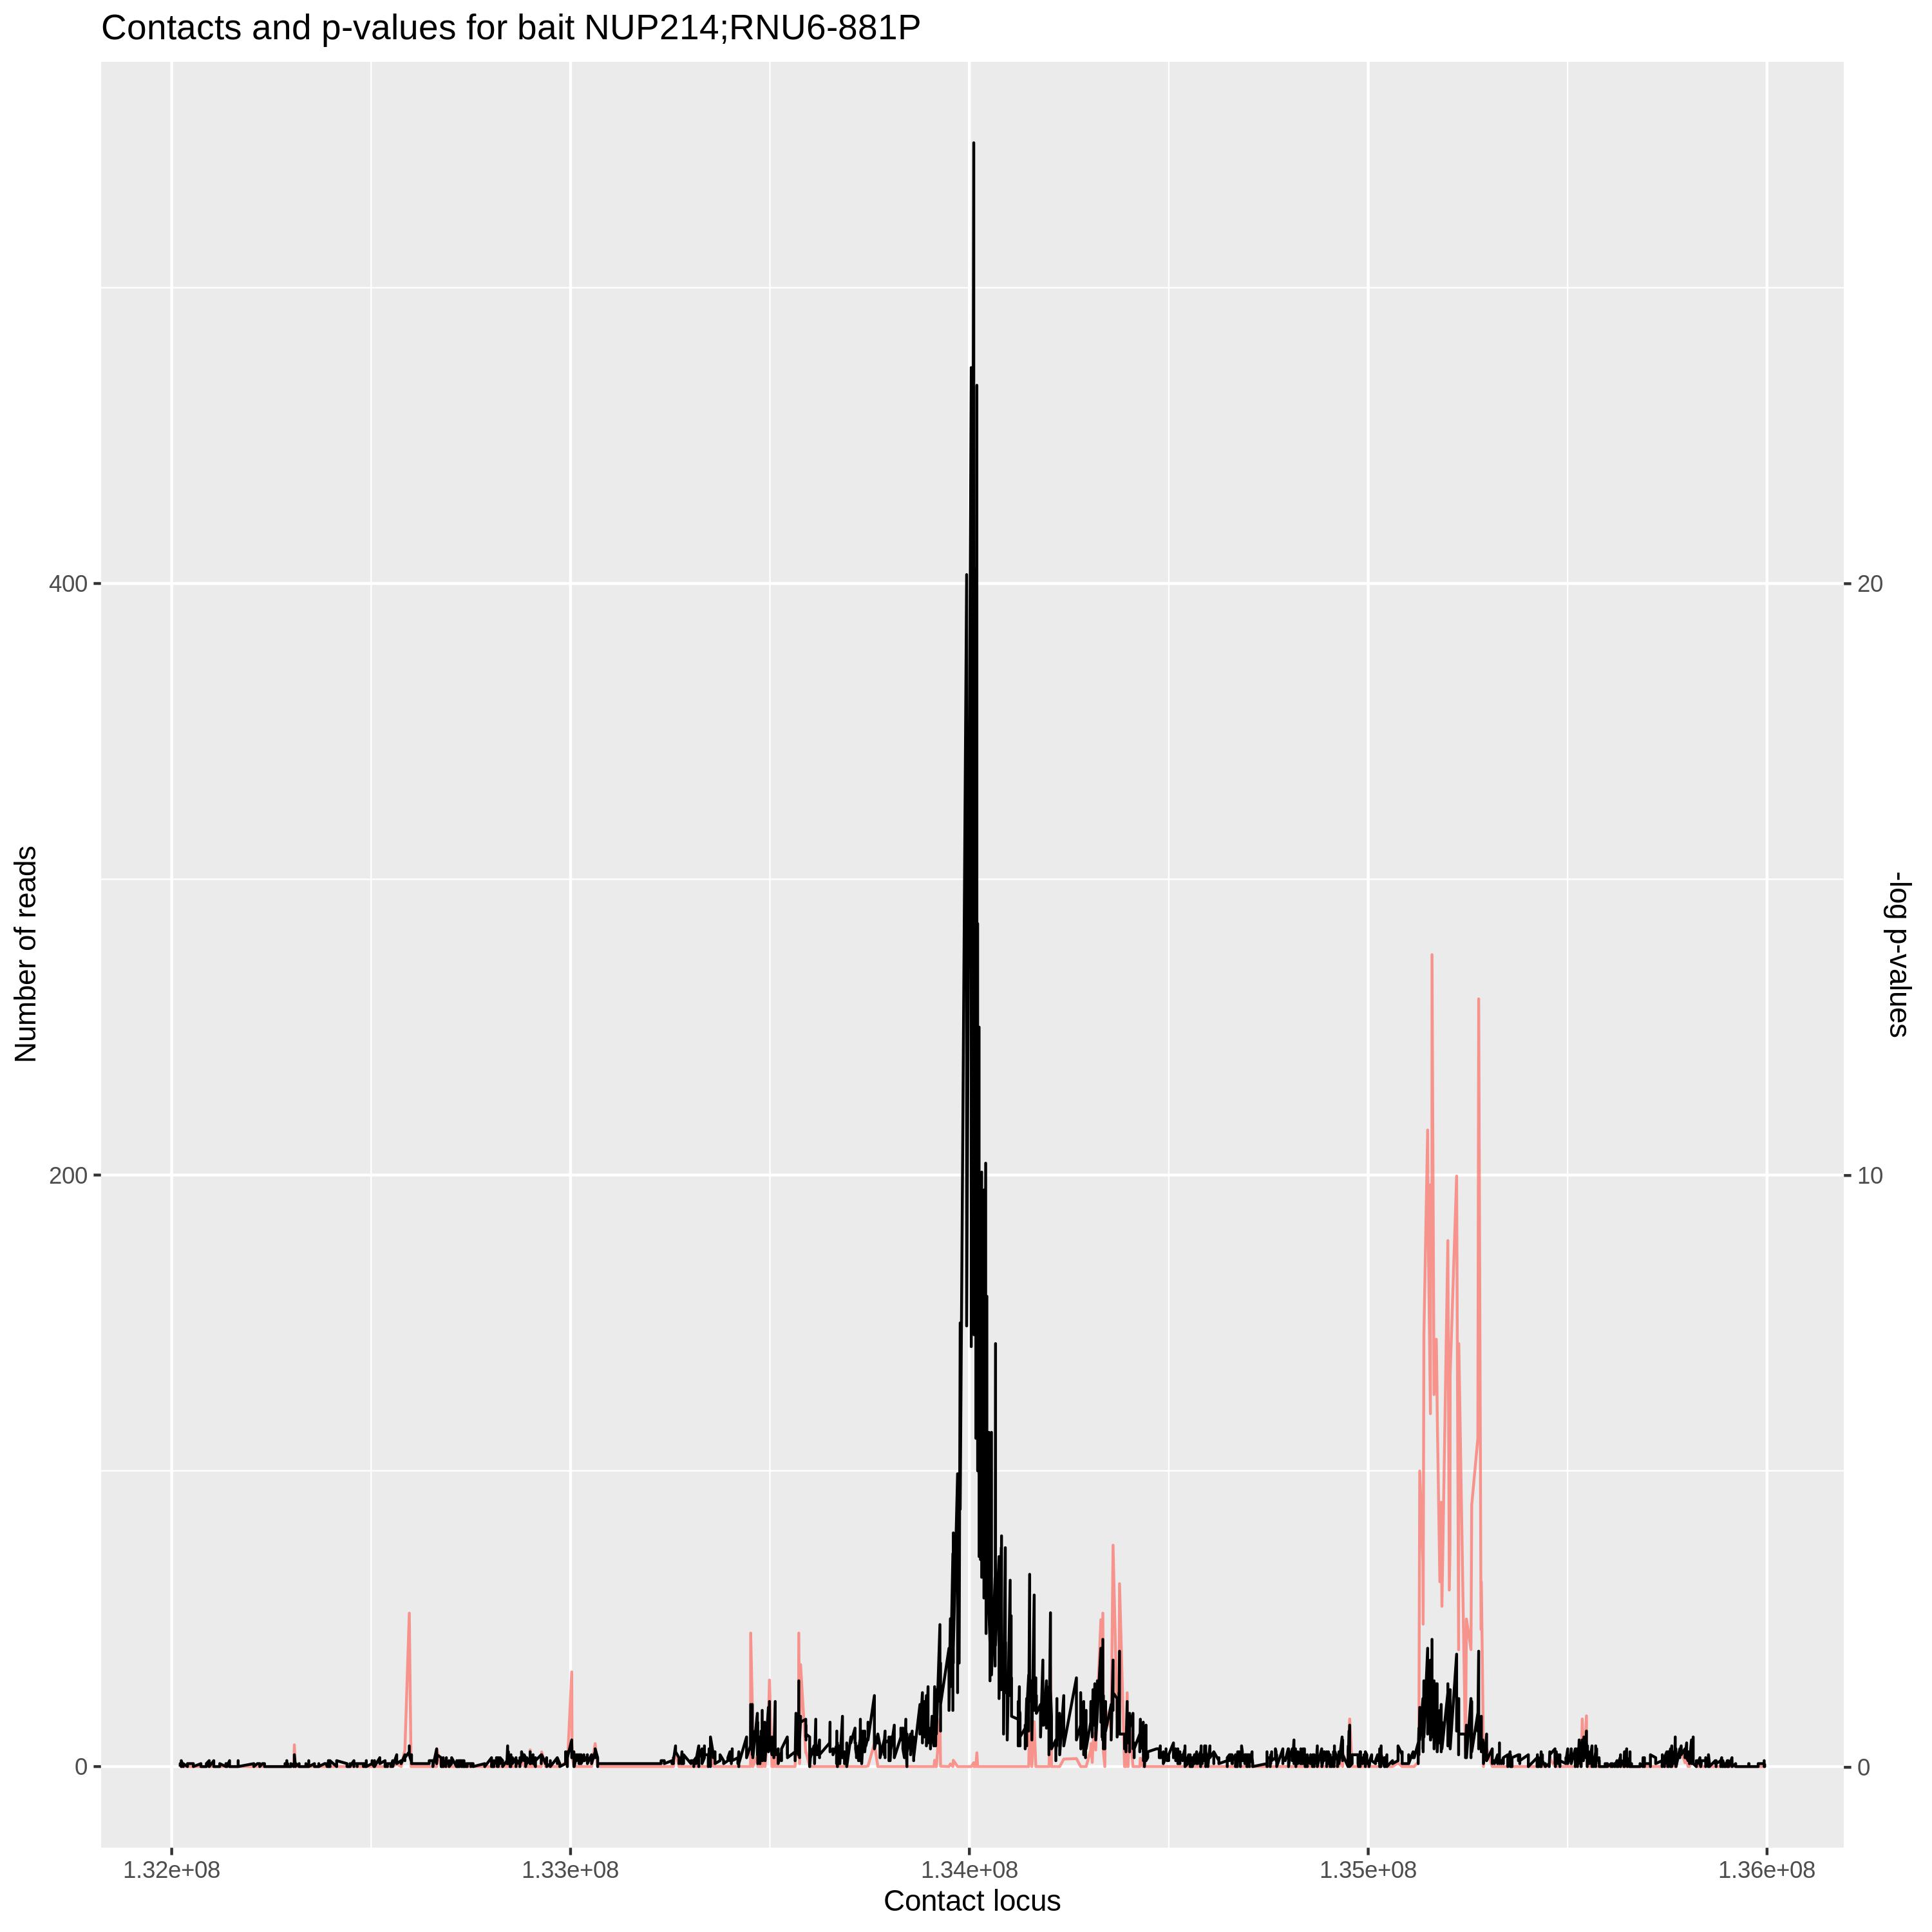 Contacts and p-values for bait NUP214;RNU6-881P
Number of reads
400
200
0
20
10
0
-log p-values
1.32e+08
1.33e+08
1.34e+08
1.35e+08
1.36e+08
Contact locus